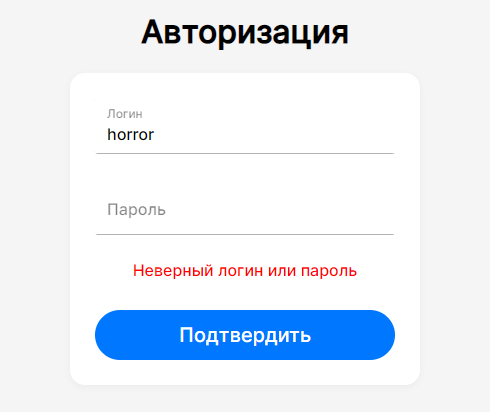 Авторизация
Логин
horror
Пароль
Неверный логин или пароль
Подтвердить